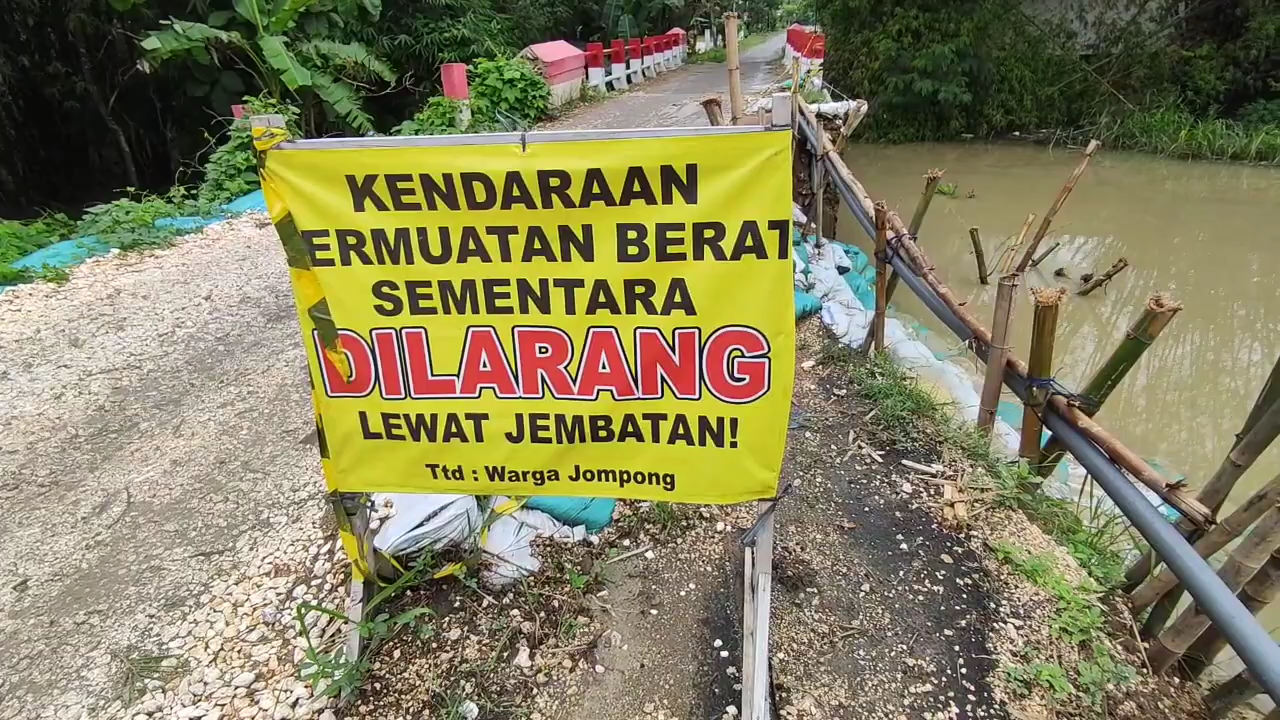 KENDARAAN
ERMUATAN BERAT
SEMENTARA
DILARANG
LEWAT JEMBATAN!
Ttd : Warga Jompong